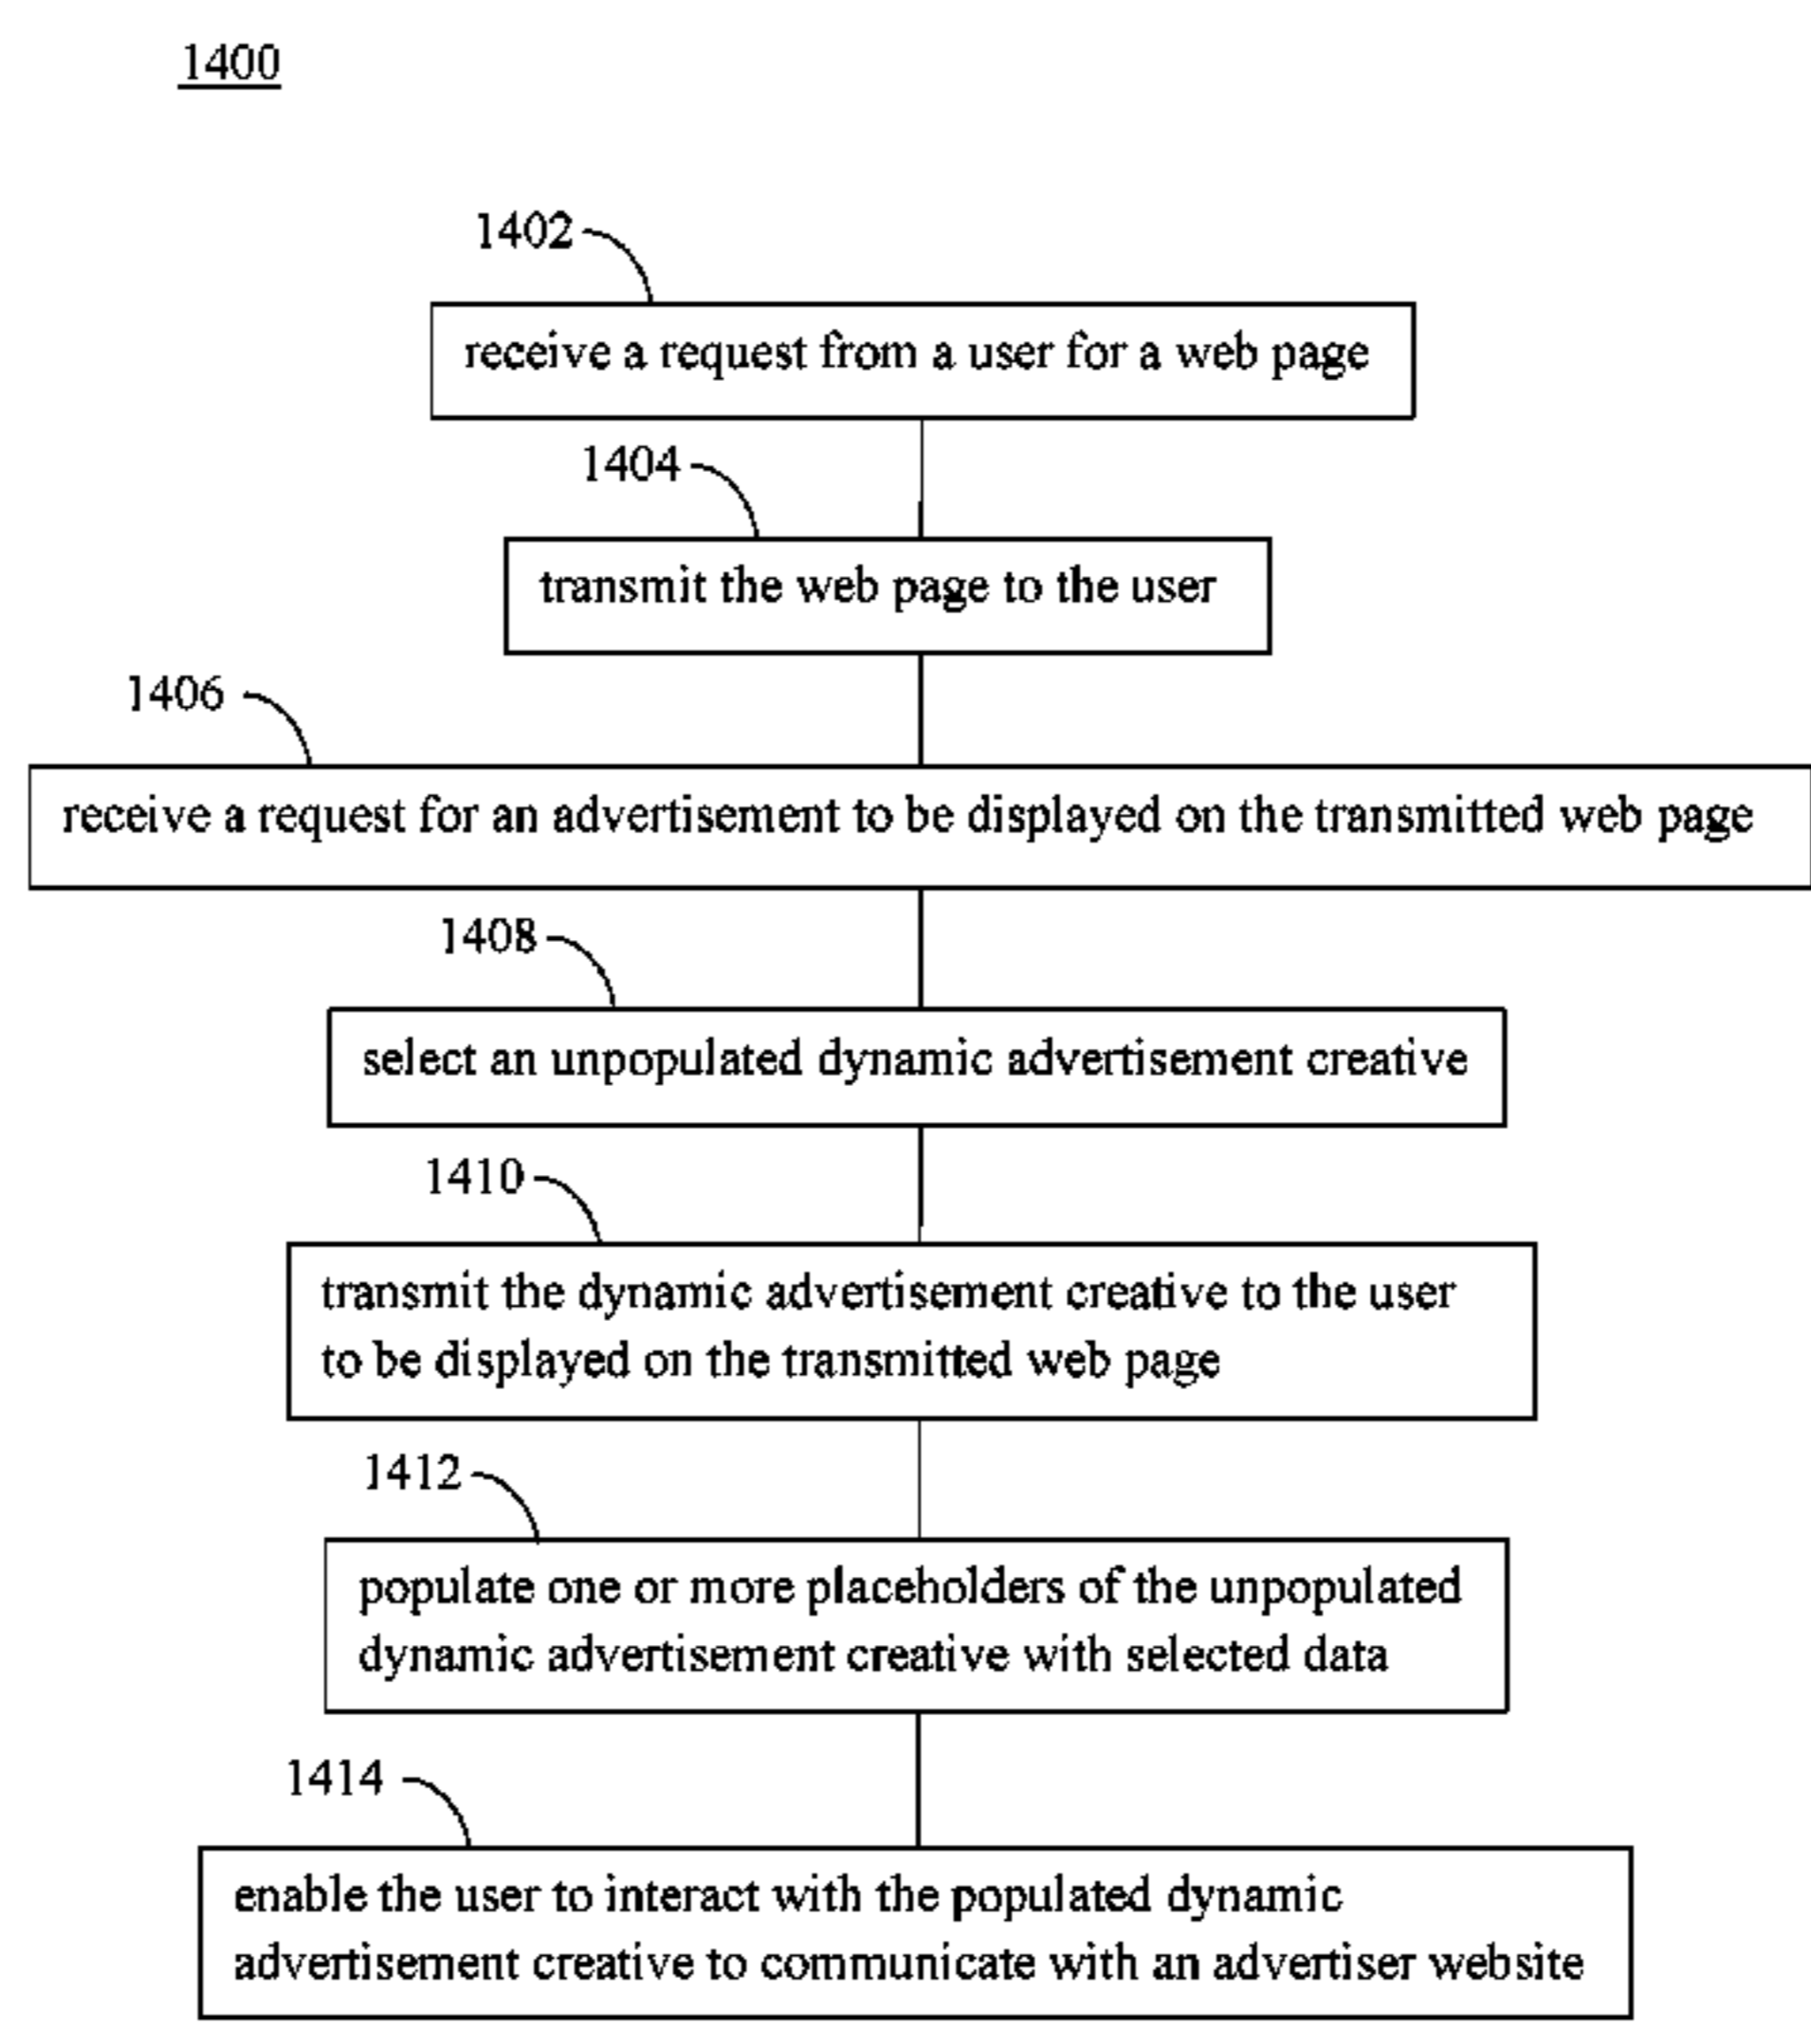 1400
1402
receive a request from a user for a web page
1404
transmit the web page to the user
1406
receive a request for an advertisement to be displayed on the transmitted web page
1408
select an unpopulated dynamic advertisement creative
1410
transmit the dynamic advertisement creative to the user
to be displayed on the transmitted web page
1412
populate one or more placeholders of the unpopulated
dynamic advertisement creative with selected data
1414
enable the user to interact with the populated dynamic
advertisement creative to communicate with an advertiser website